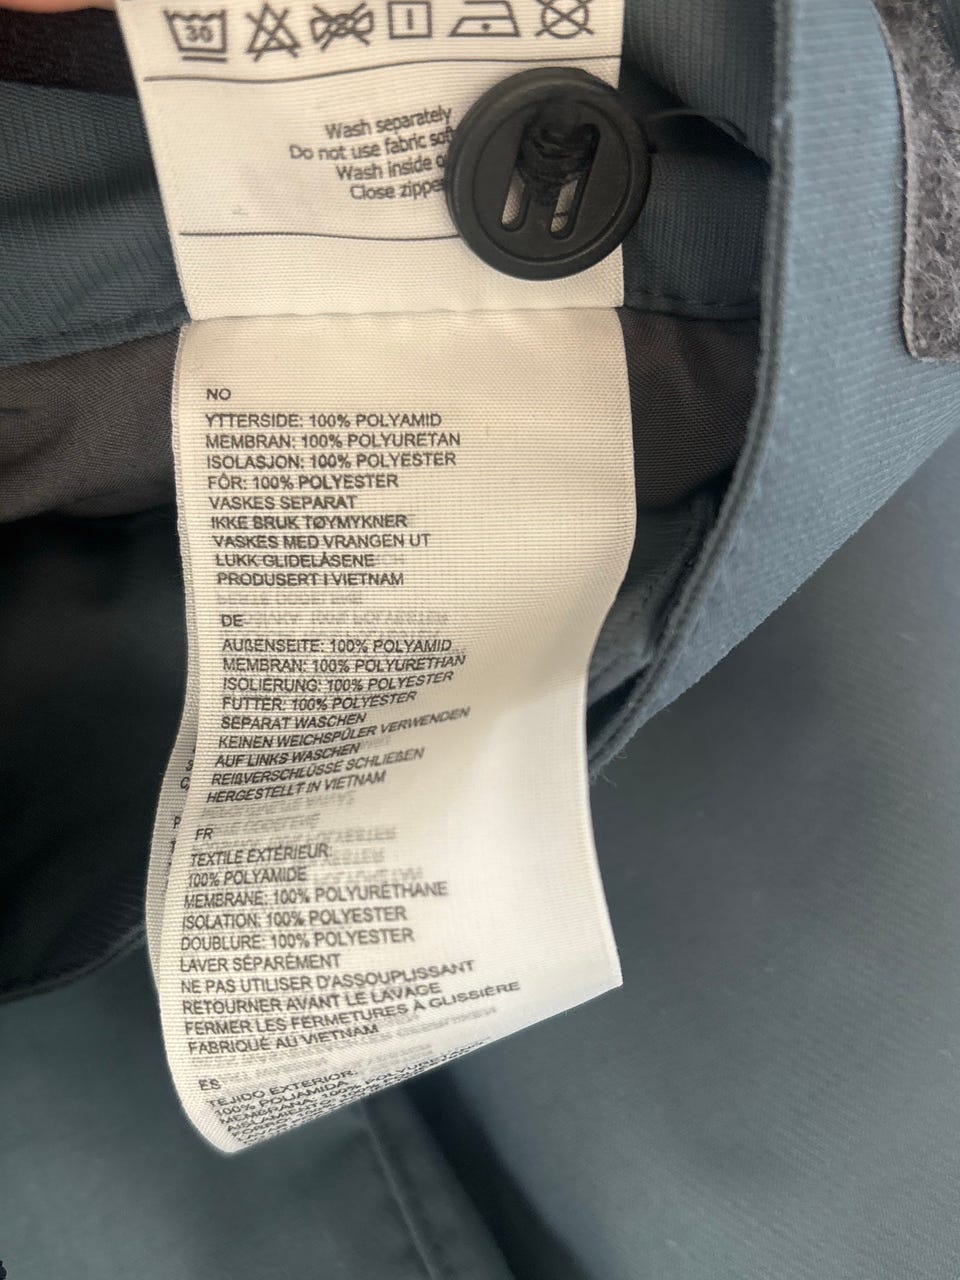 30
Wash separately
Do not use fabric
Wash inside
Close
NO
YTTERSIDE: 100% POLYAMID
MEMBRAN: 100% POLYURETAN
ISOLASJON: 100% POLYESTER
FÔR: 100% POLYESTER
VASKES SEPARAT
IKKE BRUK TØYMYKNER
VASKES MED VRANGEN UT
LUKK GLIDELÅSENE
PRODUSERT I VIETNAM
DE
AUßENSEITE: 100% POLYAMID
MEMBRAN: 100% POLYURETHAN
ISOLIERUNG: 100% POLYESTER
FUTTER: 100% POLYESTER
SEPARAT WASCHEN
KEINEN WEICHSPÜLER VERWENDEN
AUF LINKS WASCHEN
REIßVERSCHLÜSSE SCHLIEßEN
HERGESTELLT IN VIETNAM
FR
TEXTILE EXTÉRIEUR:
100% POLYAMIDE
MEMBRANE: 100% POLYURÉTHANE
ISOLATION: 100% POLYESTER
DOUBLURE: 100% POLYESTER
LAVER SÉPARÉMENT
NE PAS UTILISER D'ASSOUPLISSANT
RETOURNER AVANT LE LAVAGE
FERMER LES FERMETURES À GLISSIÈRE
FABRIQUÉ AU VIETNAM
ES
TEJIDO EXTERIOR:
100% POLIAMIDA
MEMBRANA: 100%